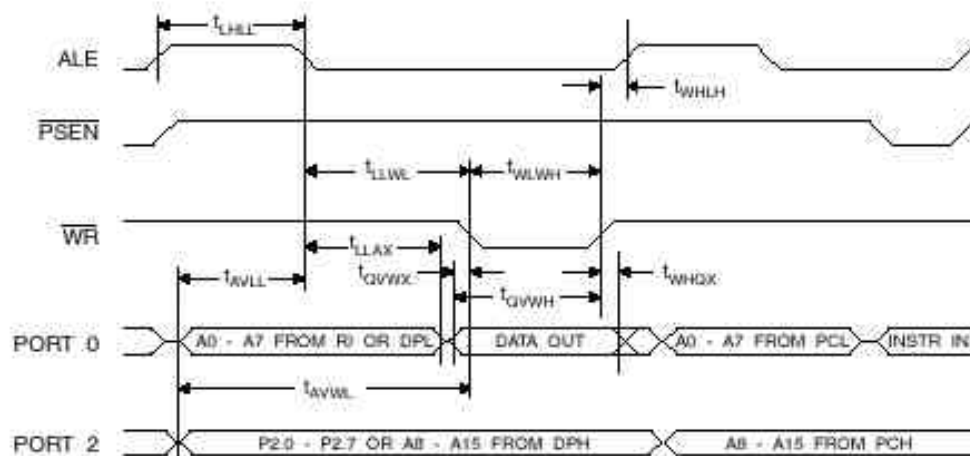 tLHLL
ALE
tWHLH
PSEN
tLLWL
tWLWH
WR
tLLAX
tAVLL
tQVWX
tWHQX
tQVWH
PORT 0
A0 - A7 FROM RI OR DPL
DATA OUT
A0 - A7 FROM PCL
INSTR IN
tAVWL
PORT 2
P2.0 - P2.7 OR A8 - A15 FROM DPH
A8 - A15 FROM PCH